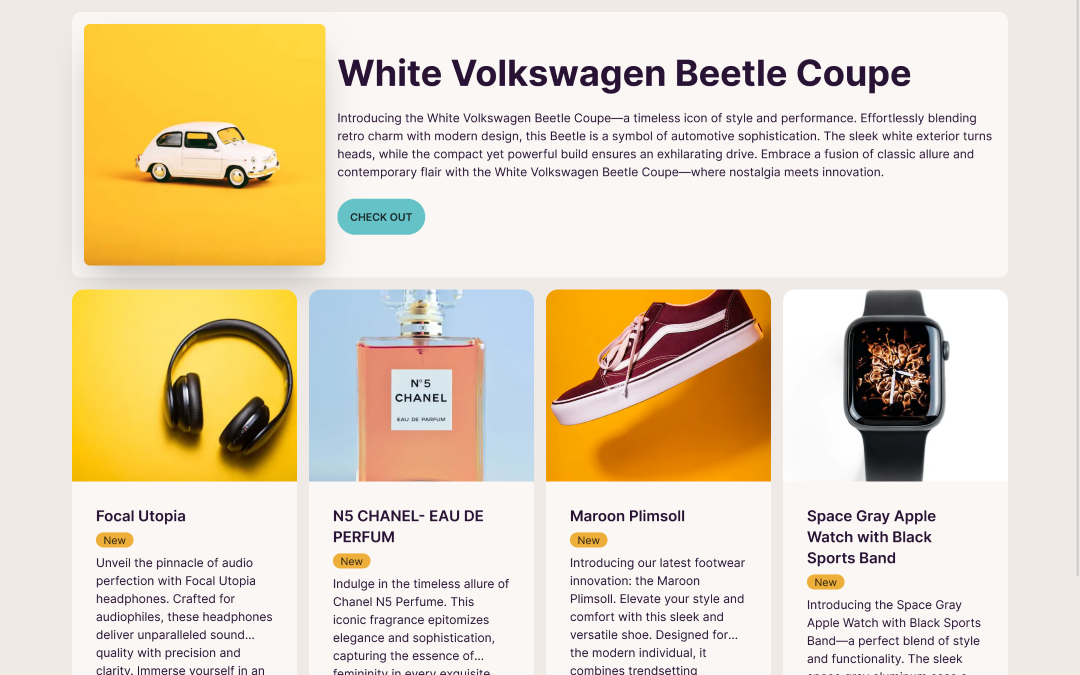 White Volkswagen Beetle Coupe
Introducing the White Volkswagen Beetle Coupe—a timeless icon of style and performance. Effortlessly blending
retro charm with modern design, this Beetle is a symbol of automotive sophistication. The sleek white exterior turns
heads, while the compact yet powerful build ensures an exhilarating drive. Embrace a fusion of classic allure and
contemporary flair with the White Volkswagen Beetle Coupe—where nostalgia meets innovation.
CHECK OUT
N°5
CHANEL
EAU DE PARFUM
Focal Utopia
New
Unveil the pinnacle of audio
perfection with Focal Utopia
headphones. Crafted for
audiophiles, these headphones
deliver unparalleled sound...
quality with precision and
clarity. Immerse yourself in an
N5 CHANEL- EAU DE
PERFUM
New
Indulge in the timeless allure of
Chanel N5 Perfume. This
iconic fragrance epitomizes
elegance and sophistication,
capturing the essence of...
femininity in every exquisite
Maroon Plimsoll
New
Introducing our latest footwear
innovation: the Maroon
Plimsoll. Elevate your style and
comfort with this sleek and
versatile shoe. Designed for...
the modern individual, it
combines trendsetting
Space Gray Apple
Watch with Black
Sports Band
New
Introducing the Space Gray
Apple Watch with Black Sports
Band—a perfect blend of style
and functionality. The sleek
space gray aluminum case a